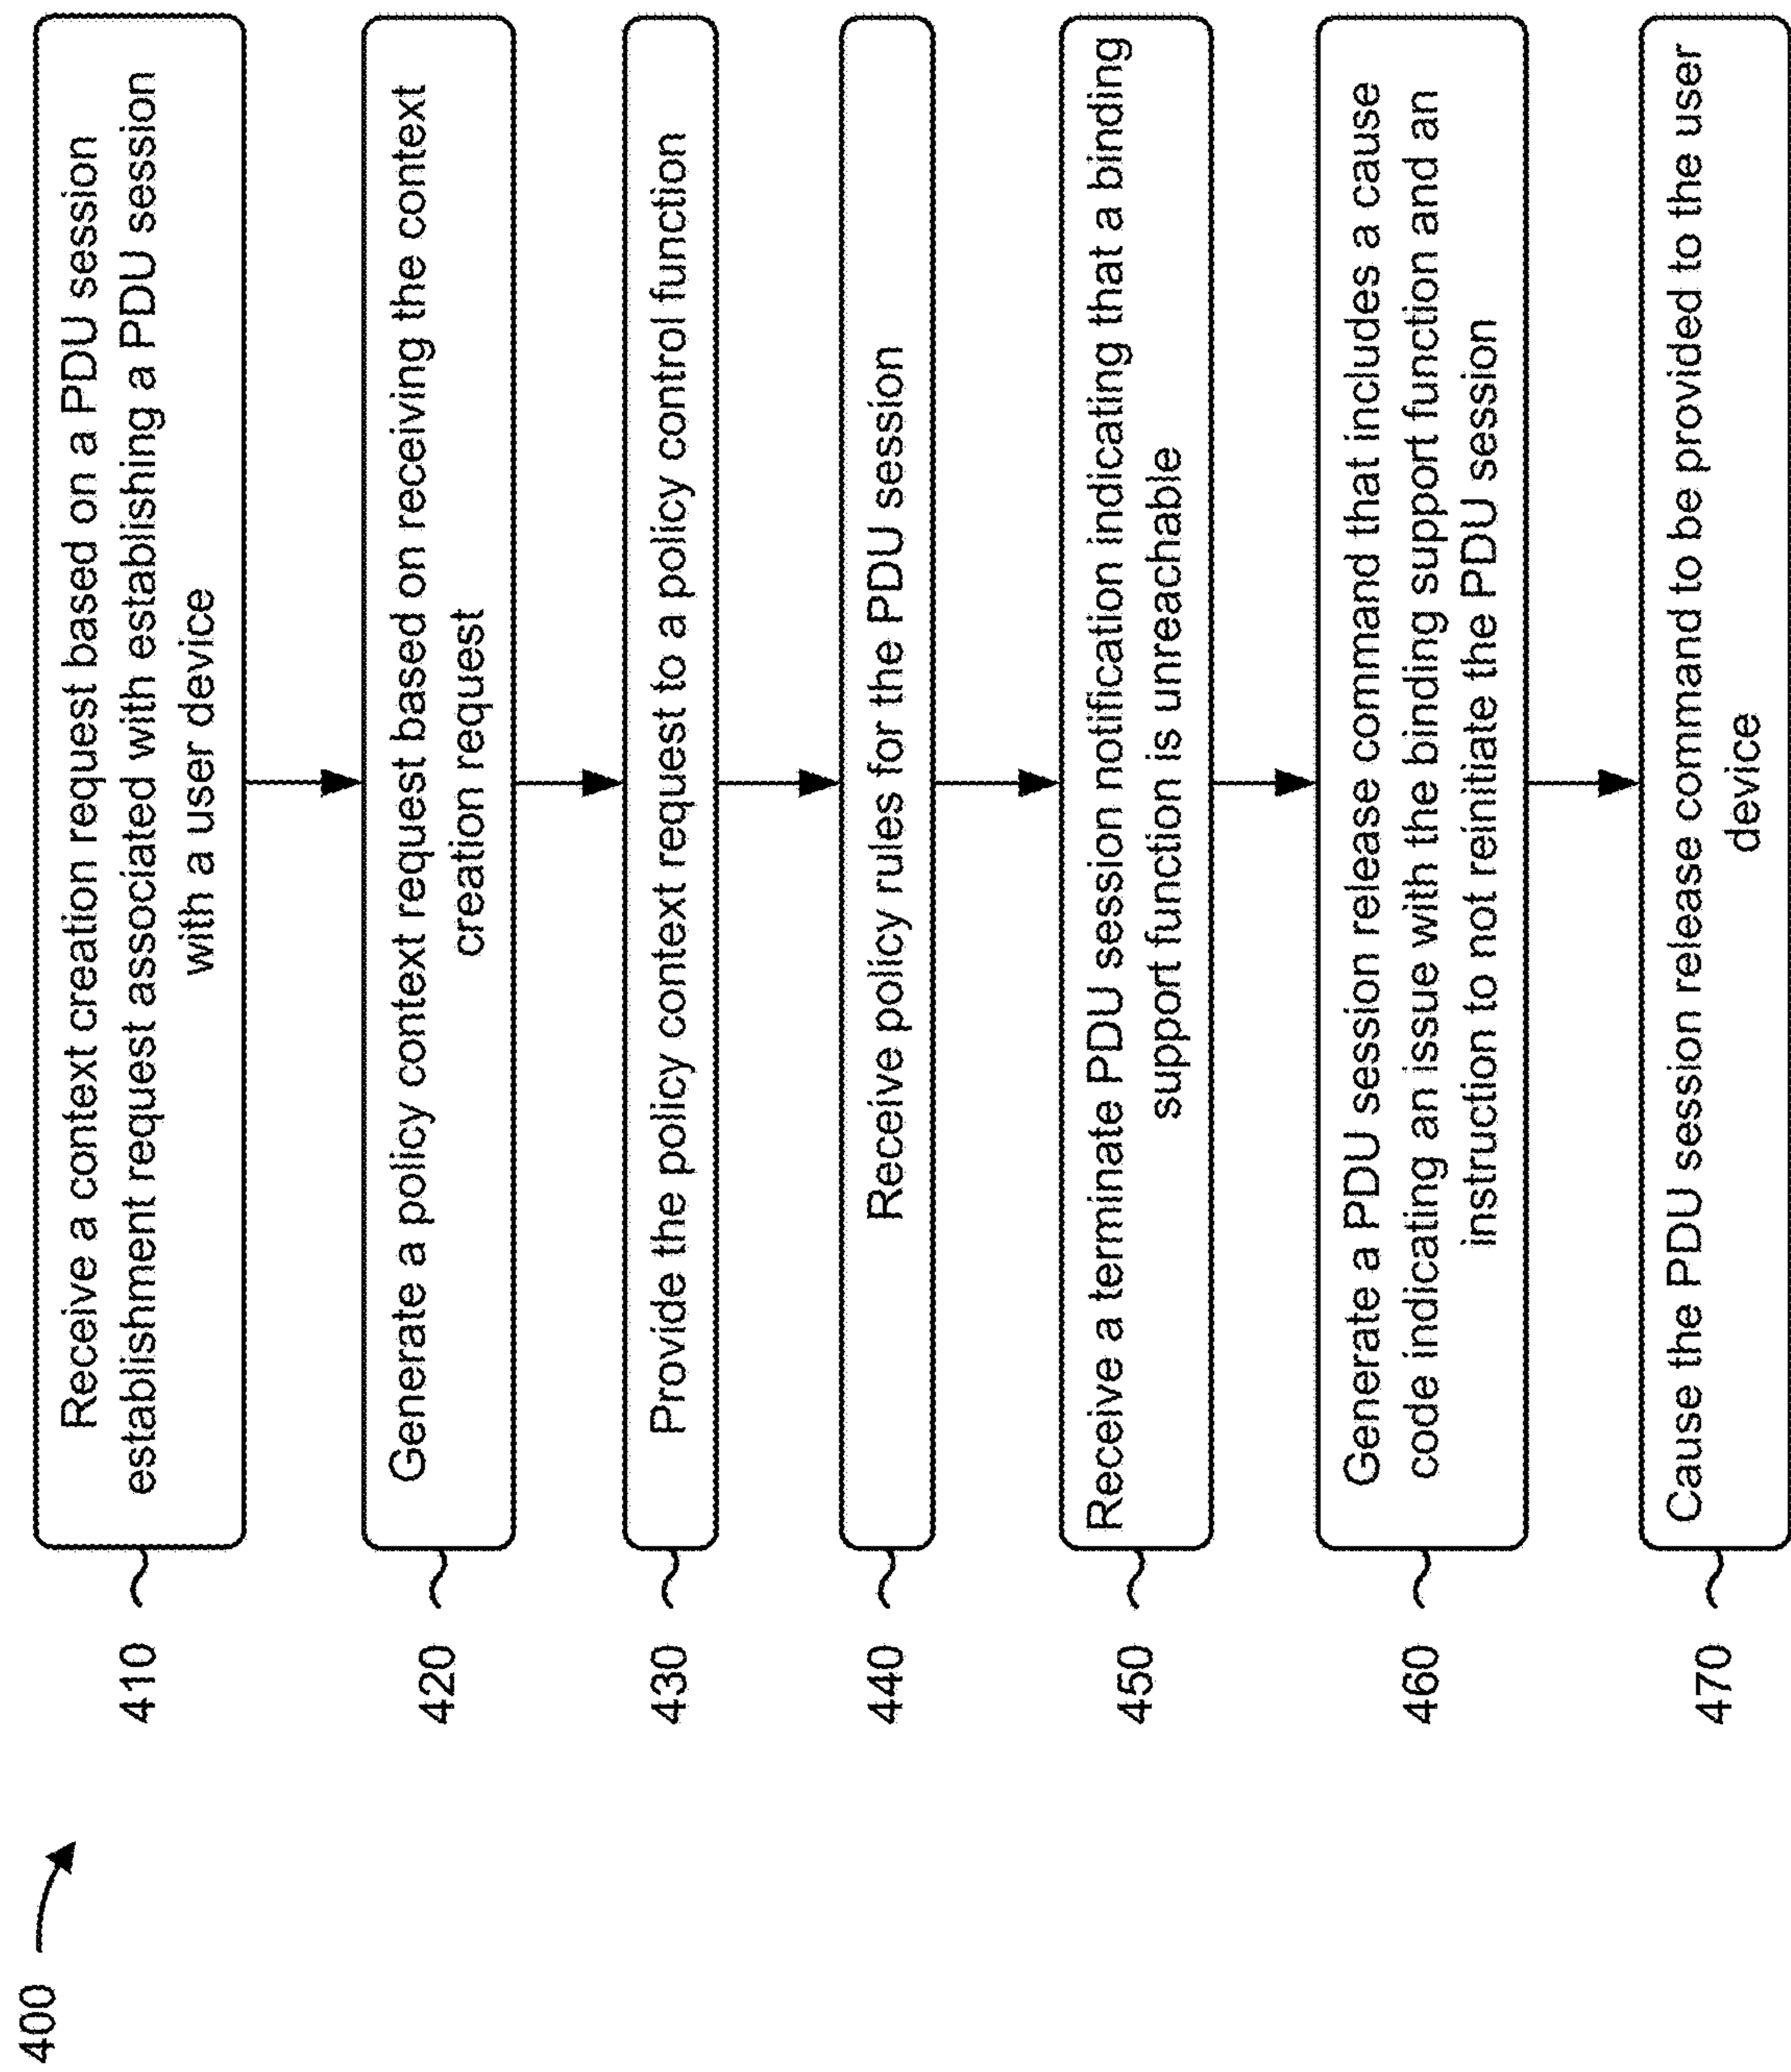 400
410
Receive a context creation request based on a PDU session
establishment request associated with establishing a PDU session
with a user device
420
Generate a policy context request based on receiving the context
creation request
430
Provide the policy context request to a policy control function
440
Receive policy rules for the PDU session
450
Receive a terminate PDU session notification indicating that a binding
support function is unreachable
460
Generate a PDU session release command that includes a cause
code indicating an issue with the binding support function and an
instruction to not reinitiate the PDU session
470
Cause the PDU session release command to be provided to the user
device